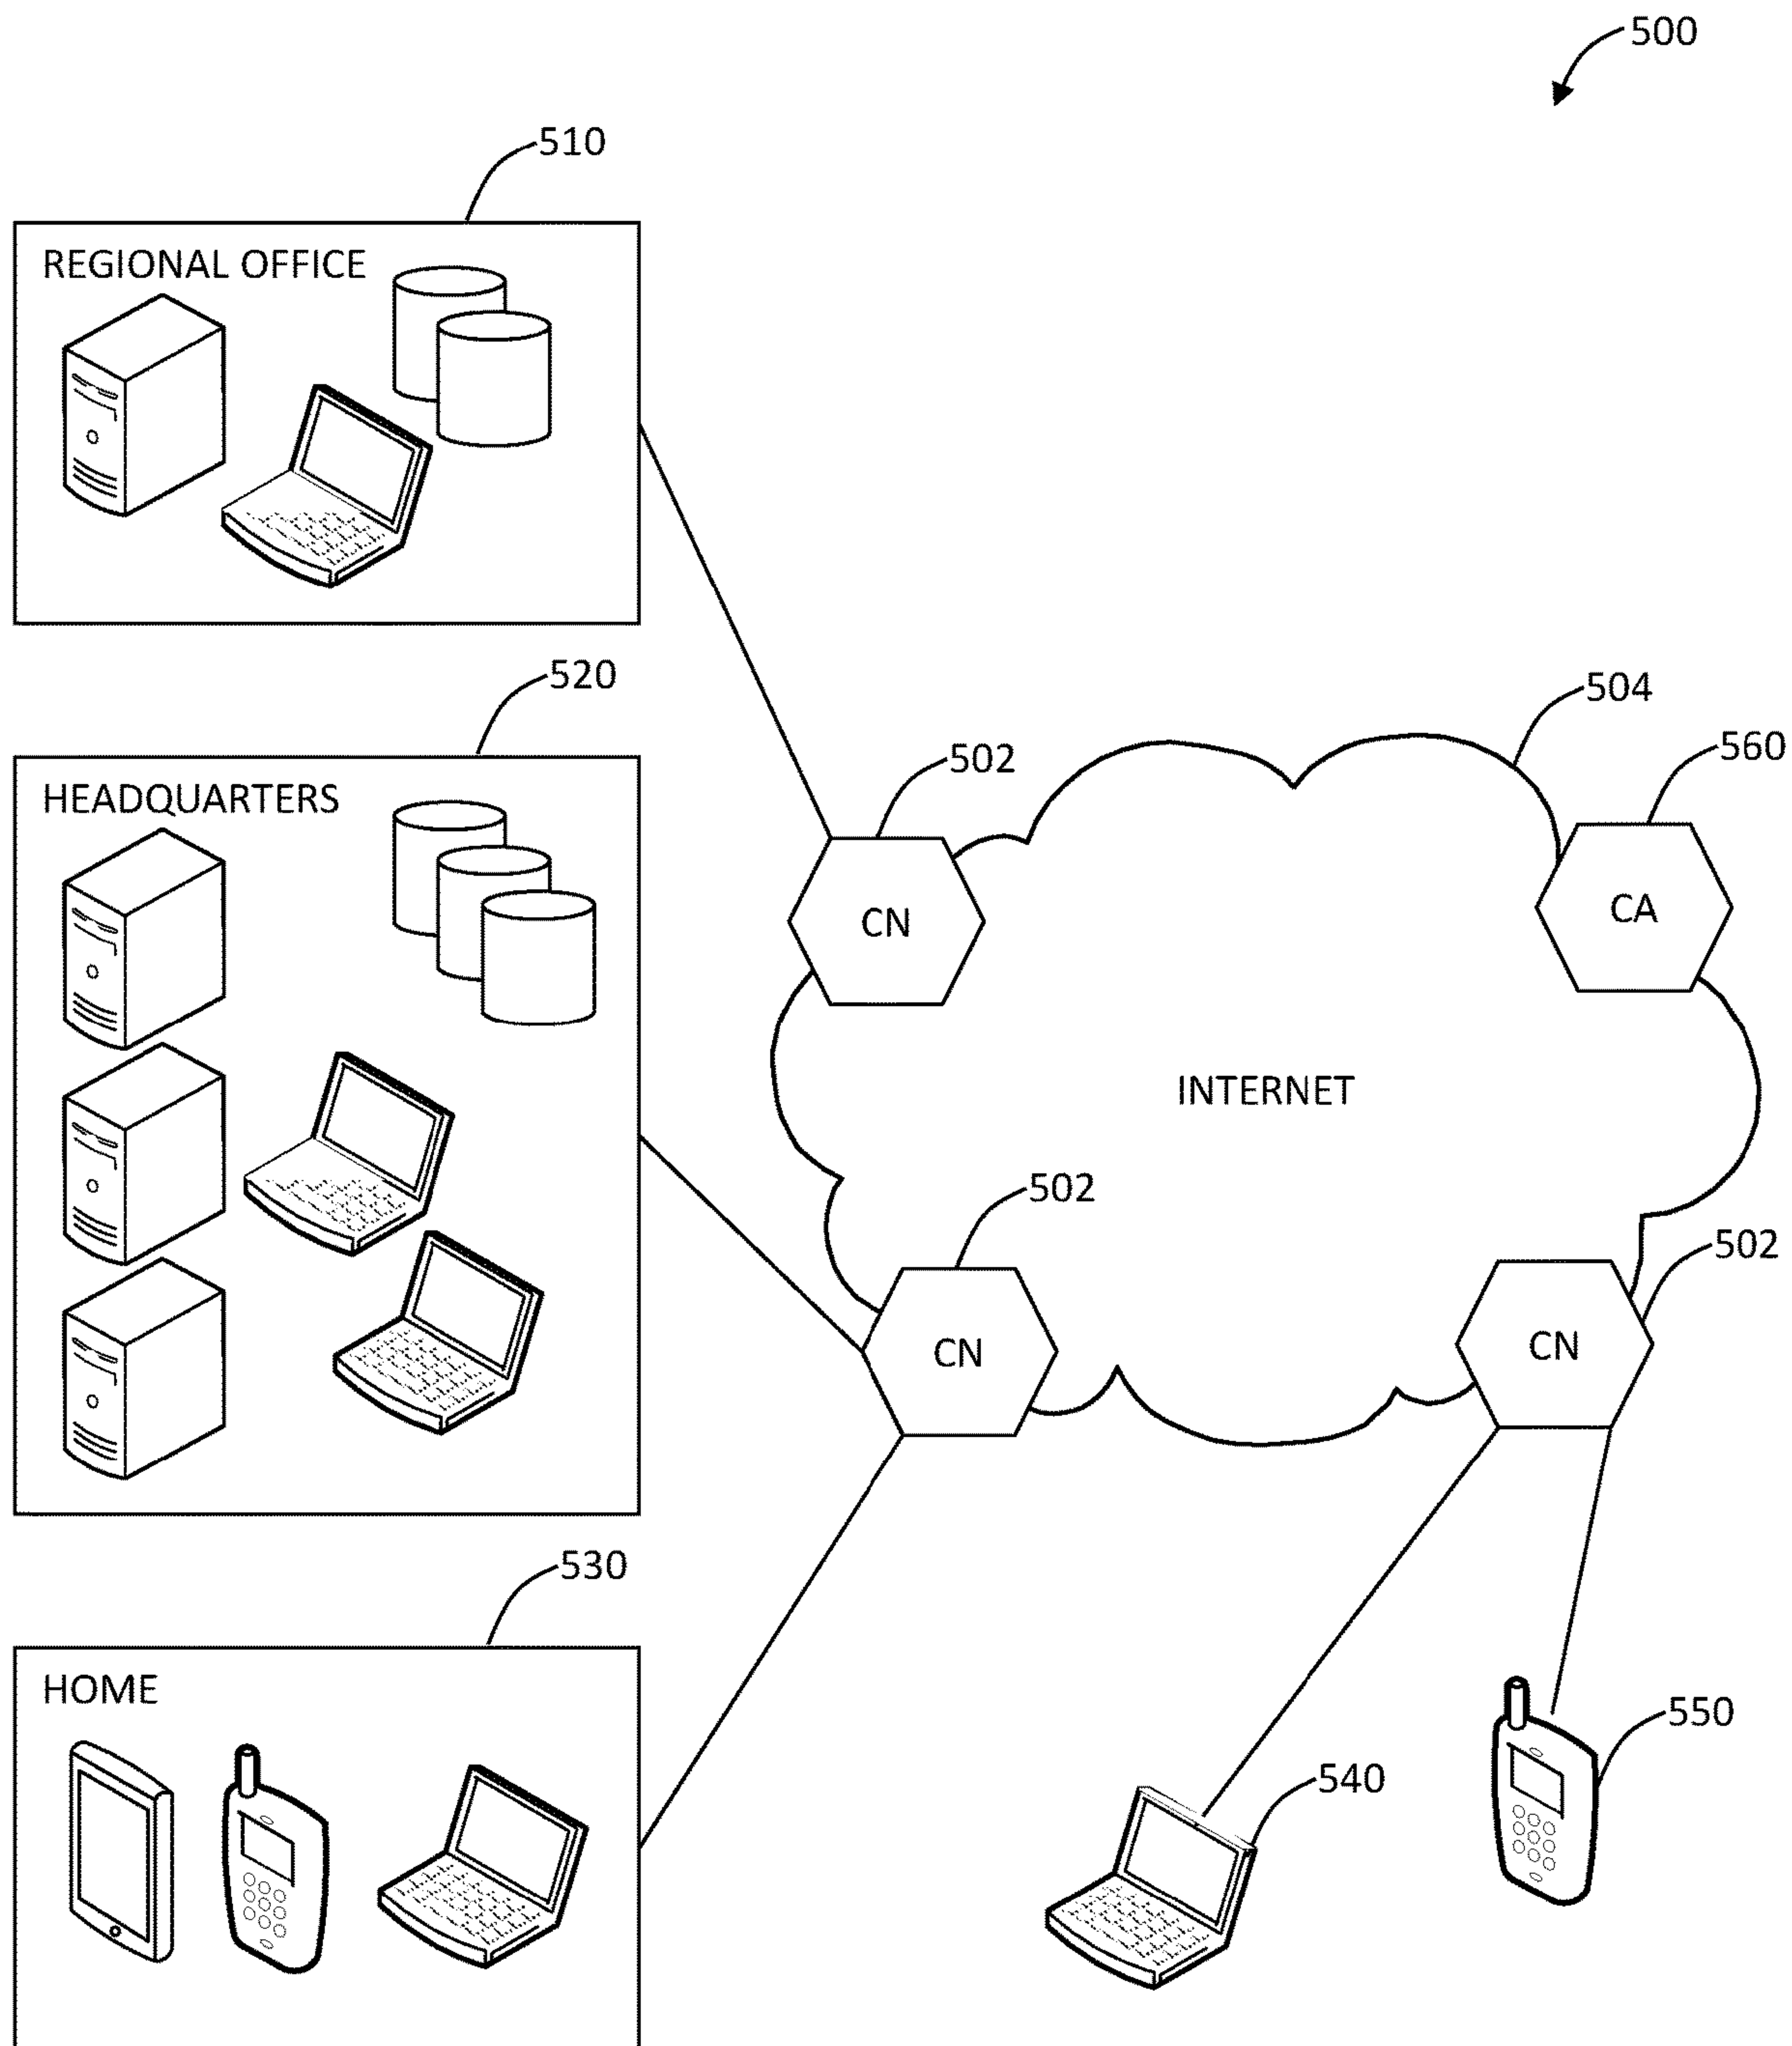 500
510
REGIONAL OFFICE
520
HEADQUARTERS
504
502
560
CN
CA
INTERNET
502
502
CN
CN
530
HOME
550
540